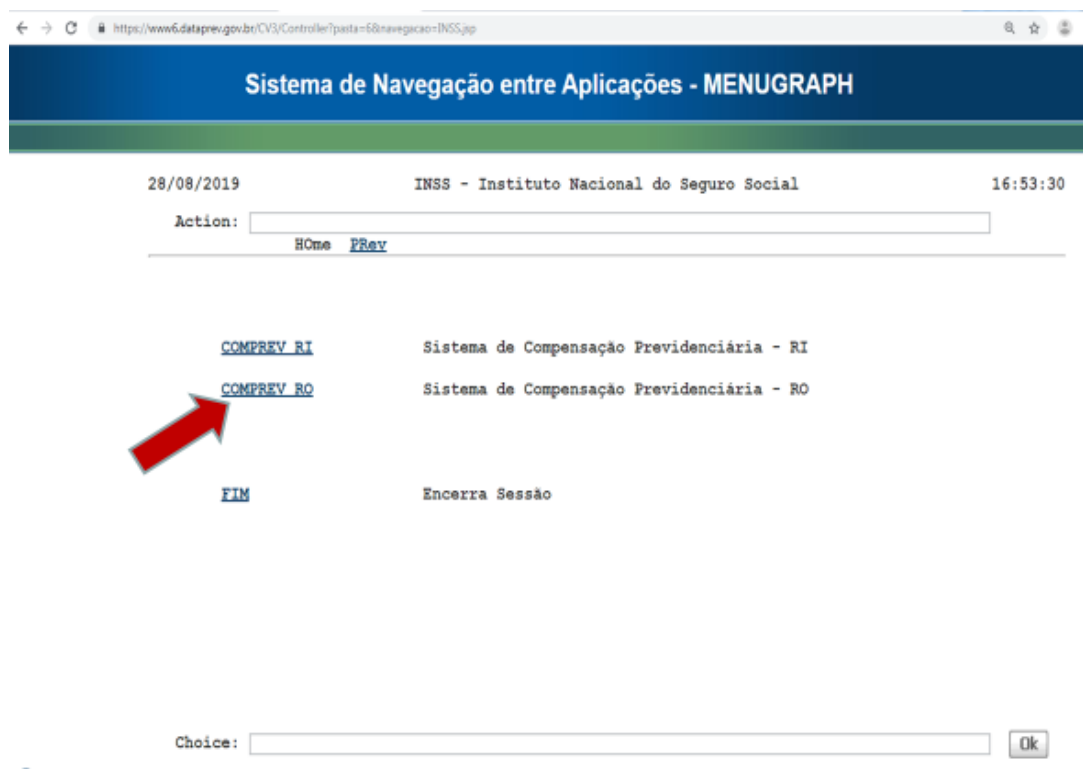 https://www6.dataprev.gov.br/CV3/Controller?pasta=6&navegacao=INSS.jsp
Sistema de Navegação entre Aplicações - MENUGRAPH
28/08/2019 INSS - Instituto Nacional do Seguro Social 16:53:30
Action:
HOme PRev
COMPREV RI Sistema de Compensação Previdenciária - RI
COMPREV RO Sistema de Compensação Previdenciária - RO
FIM Encerra Sessão
Choice: Ok